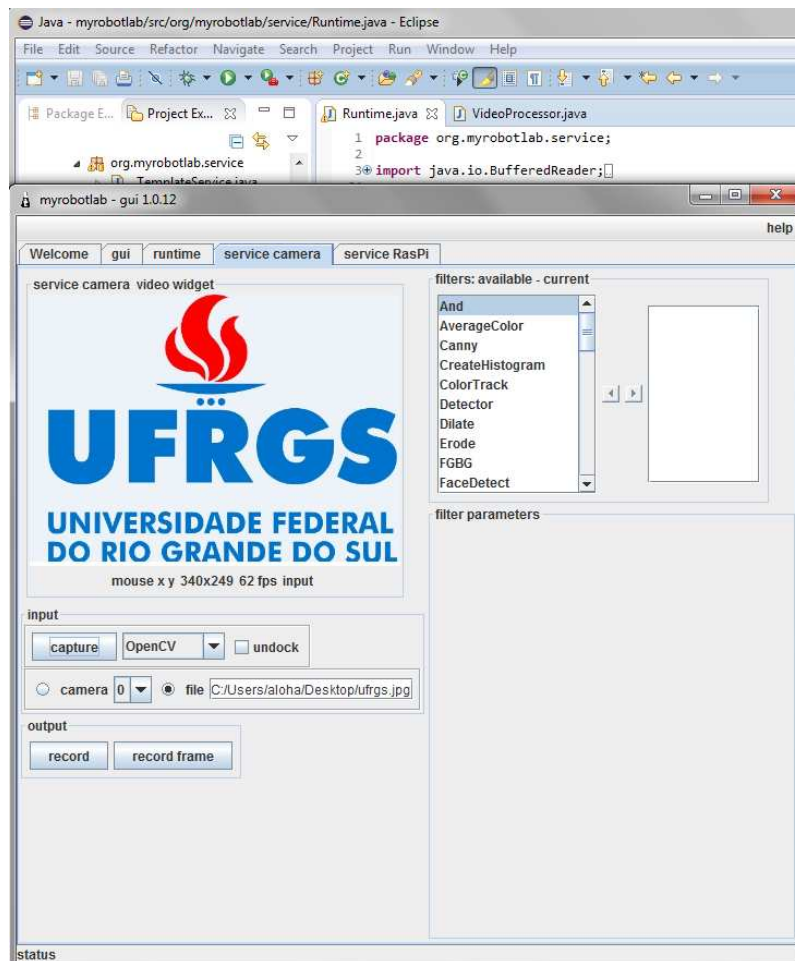 Java - myrobotlab/src/org/myrobotlab/service/Runtime.java - Eclipse
File Edit Source Refactor Navigate Search Project Run Window Help
Package E... Project Ex... Runtime.java VideoProcessor.java
1 package org.myrobotlab.service;
2
org.myrobotlab.service 3 import java.io.BufferedReader;
TemplateService.java
myrobotlab - gui 1.0.12
help
Welcome gui runtime service camera service RasPi
service camera video widget
UFRGS
UNIVERSIDADE FEDERAL
DO RIO GRANDE DO SUL
mouse x y 340x249 62 fps input
input
capture OpenCV undock
camera 0 file C:/Users/aloha/Desktop/ufrgs.jpg
output
record record frame
filters: available - current
And
AverageColor
Canny
CreateHistogram
ColorTrack
Detector
Dilate
Erode
FGBG
FaceDetect
filter parameters
status